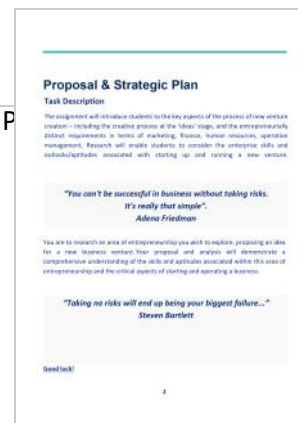 Proposal & Strategic Plan
Task Description
The assignment will introduce students to the key aspects of the process of new venture
creation – including the creative process at the 'ideas' stage, and the entrepreneurially
distinct requirements in terms of marketing, finance, human resources, operation
management. Research will enable students to consider the enterprise skills and
outlooks/aptitudes associated with starting up and running a new venture.
P
"You can't be successful in business without taking risks.
It's really that simple".
Adena Friedman
You are to research an area of entrepreneurship you wish to explore, proposing an idea
for a new business venture. Your proposal and analysis will demonstrate a
comprehensive understanding of the skills and aptitudes associated within this area of
entrepreneurship and the critical aspects of starting and operating a business.
"Taking no risks will end up being your biggest failure..."
Steven Bartlett
Good luck!